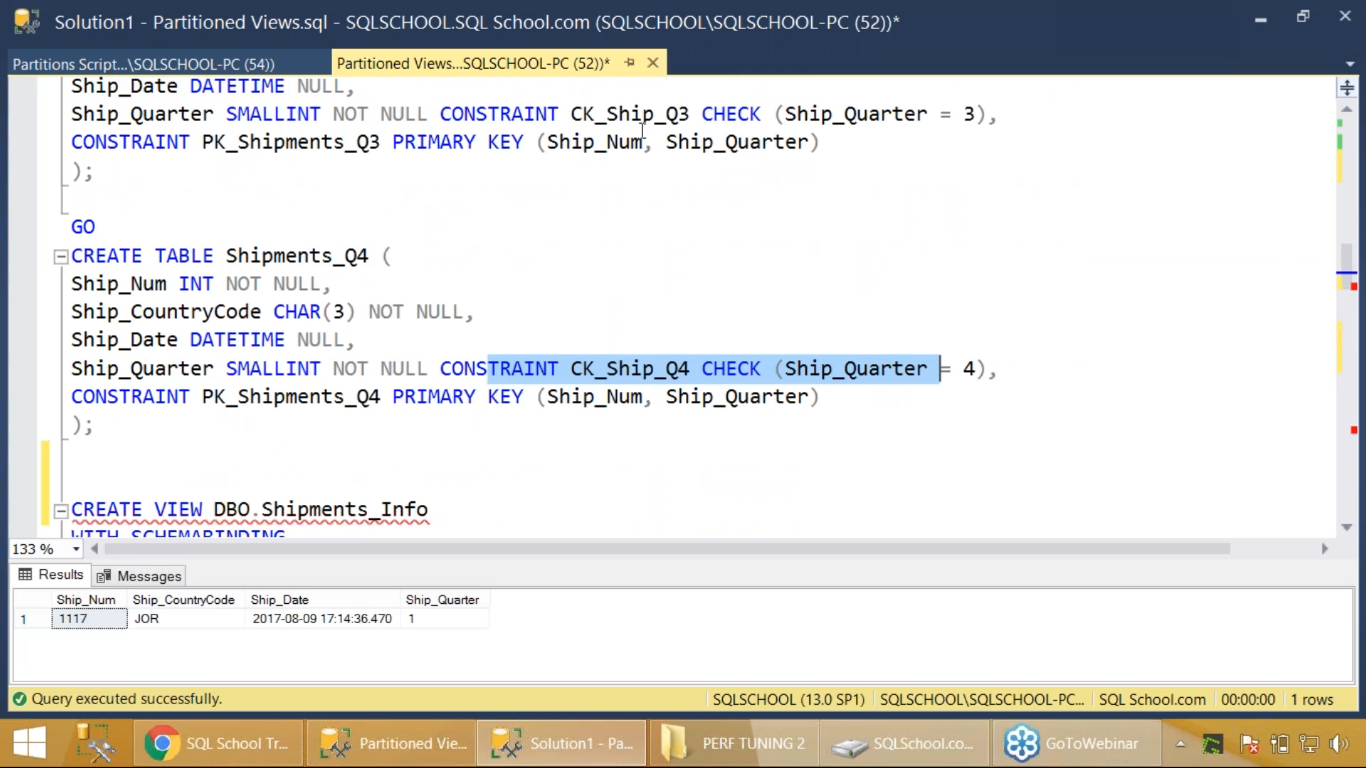 Solution1 - Partitioned Views.sql - SQLSCHOOL.SQL School.com (SQLSCHOOL\SQLSCHOOL-PC (52))*
Partitions Script...\SQLSCHOOL-PC (54))
Partitioned Views...SQLSCHOOL-PC (52))*
Ship_Date DATETIME NULL,
Ship_Quarter SMALLINT NOT NULL CONSTRAINT CK_Ship_Q3 CHECK (Ship_Quarter = 3),
CONSTRAINT PK_Shipments_Q3 PRIMARY KEY (Ship_Num, Ship_Quarter)
);
GO
CREATE TABLE Shipments_Q4 (
Ship_Num INT NOT NULL,
Ship_CountryCode CHAR(3) NOT NULL,
Ship_Date DATETIME NULL,
Ship_Quarter SMALLINT NOT NULL CONSTRAINT CK_Ship_Q4 CHECK (Ship_Quarter = 4),
CONSTRAINT PK_Shipments_Q4 PRIMARY KEY (Ship_Num, Ship_Quarter)
);
CREATE VIEW DBO.Shipments_Info
WITH SCHEMABINDING
133 %
Results Messages
Ship_Num Ship_CountryCode Ship_Date Ship_Quarter
1 1117 JOR 2017-08-09 17:14:36.470 1
Query executed successfully. SQLSCHOOL (13.0 SP1) SQLSCHOOL\SQLSCHOOL-PC... SQL School.com 00:00:00 1 rows
SQL School Tr... Partitioned Vie... Solution1 - Pa... PERF TUNING 2 SQLSchool.co... GoToWebinar